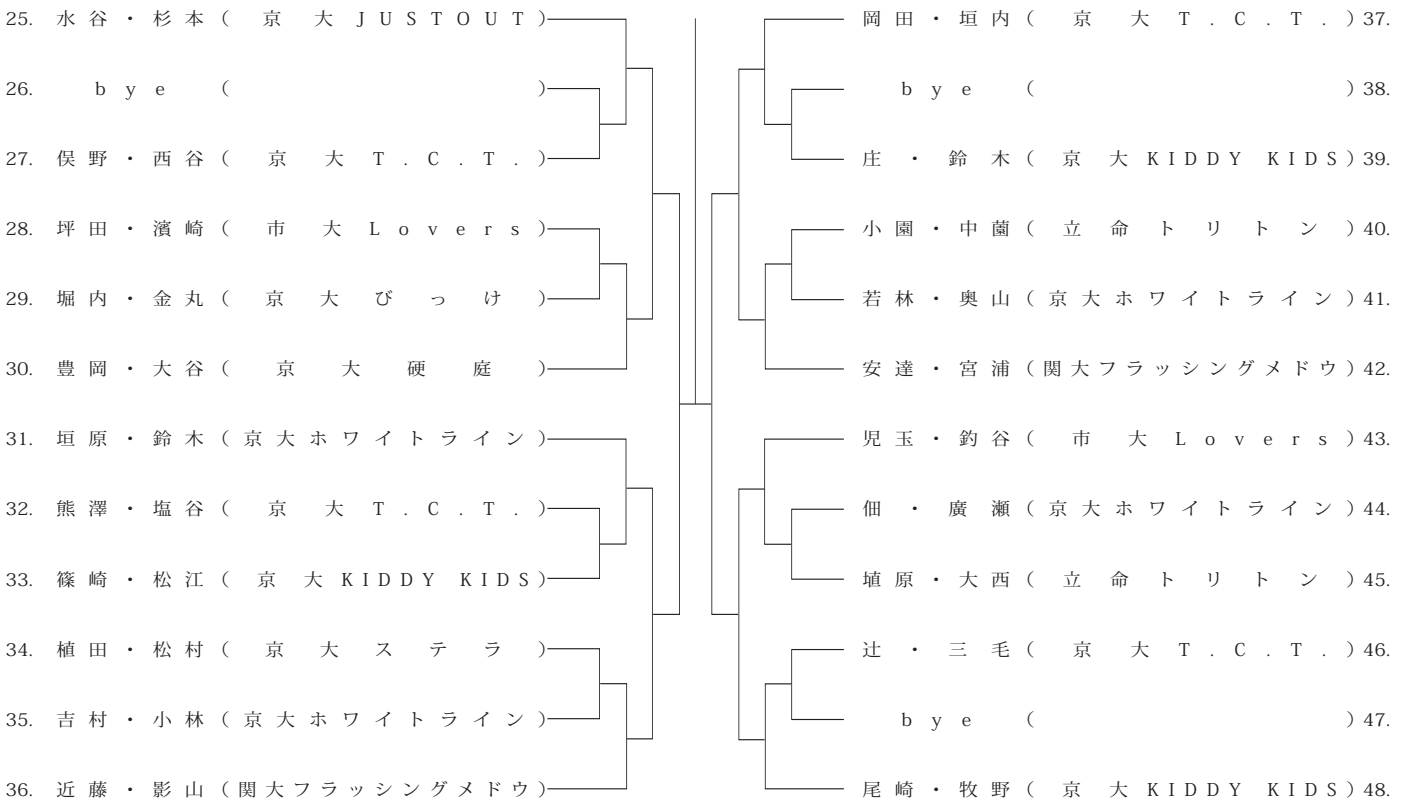 25. 水谷・杉本(京大JUSTOUT)
26. bye ( )
27. 俣野・西谷(京大T.C.T.)
28. 坪田・濱崎(市大Lovers)
29. 堀内・金丸(京大びっけ)
30. 豊岡・大谷(京大硬庭)
31. 垣原・鈴木(京大ホワイトライン)
32. 熊澤・塩谷(京大T.C.T.)
33. 篠崎・松江(京大KIDDY KIDS)
34. 植田・松村(京大ステラ)
35. 吉村・小林(京大ホワイトライン)
36. 近藤・影山(関大フラッシングメドウ)
岡田・垣内(京大T.C.T.)37.
bye ( )38.
庄・鈴木(京大KIDDY KIDS)39.
小園・中薗(立命トリトン)40.
若林・奥山(京大ホワイトライン)41.
安達・宮浦(関大フラッシングメドウ)42.
児玉・釣谷(市大Lovers)43.
佃・廣瀬(京大ホワイトライン)44.
埴原・大西(立命トリトン)45.
辻・三毛(京大T.C.T.)46.
bye ( )47.
尾崎・牧野(京大KIDDY KIDS)48.